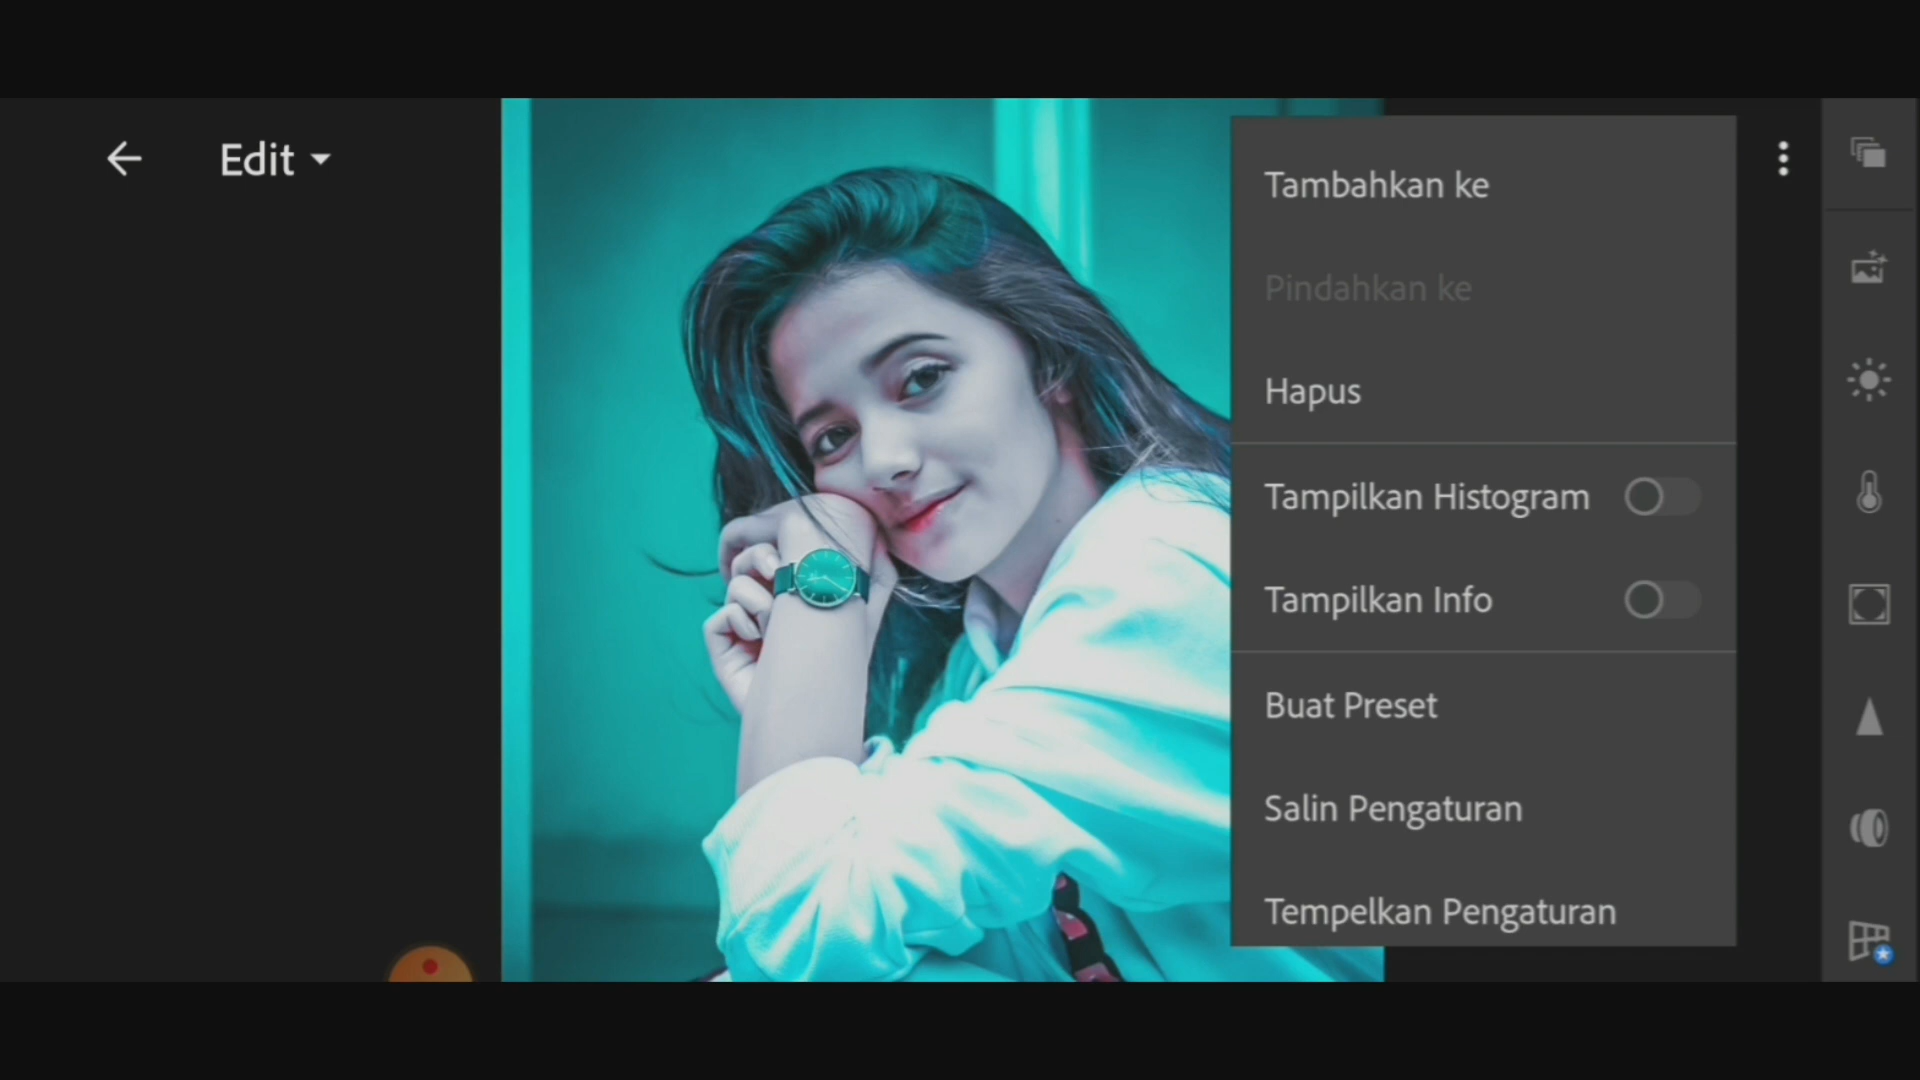 Edit
Tambahkan ke
Pindahkan ke
Hapus
Tampilkan Histogram
Tampilkan Info
Buat Preset
Salin Pengaturan
Tempelkan Pengaturan